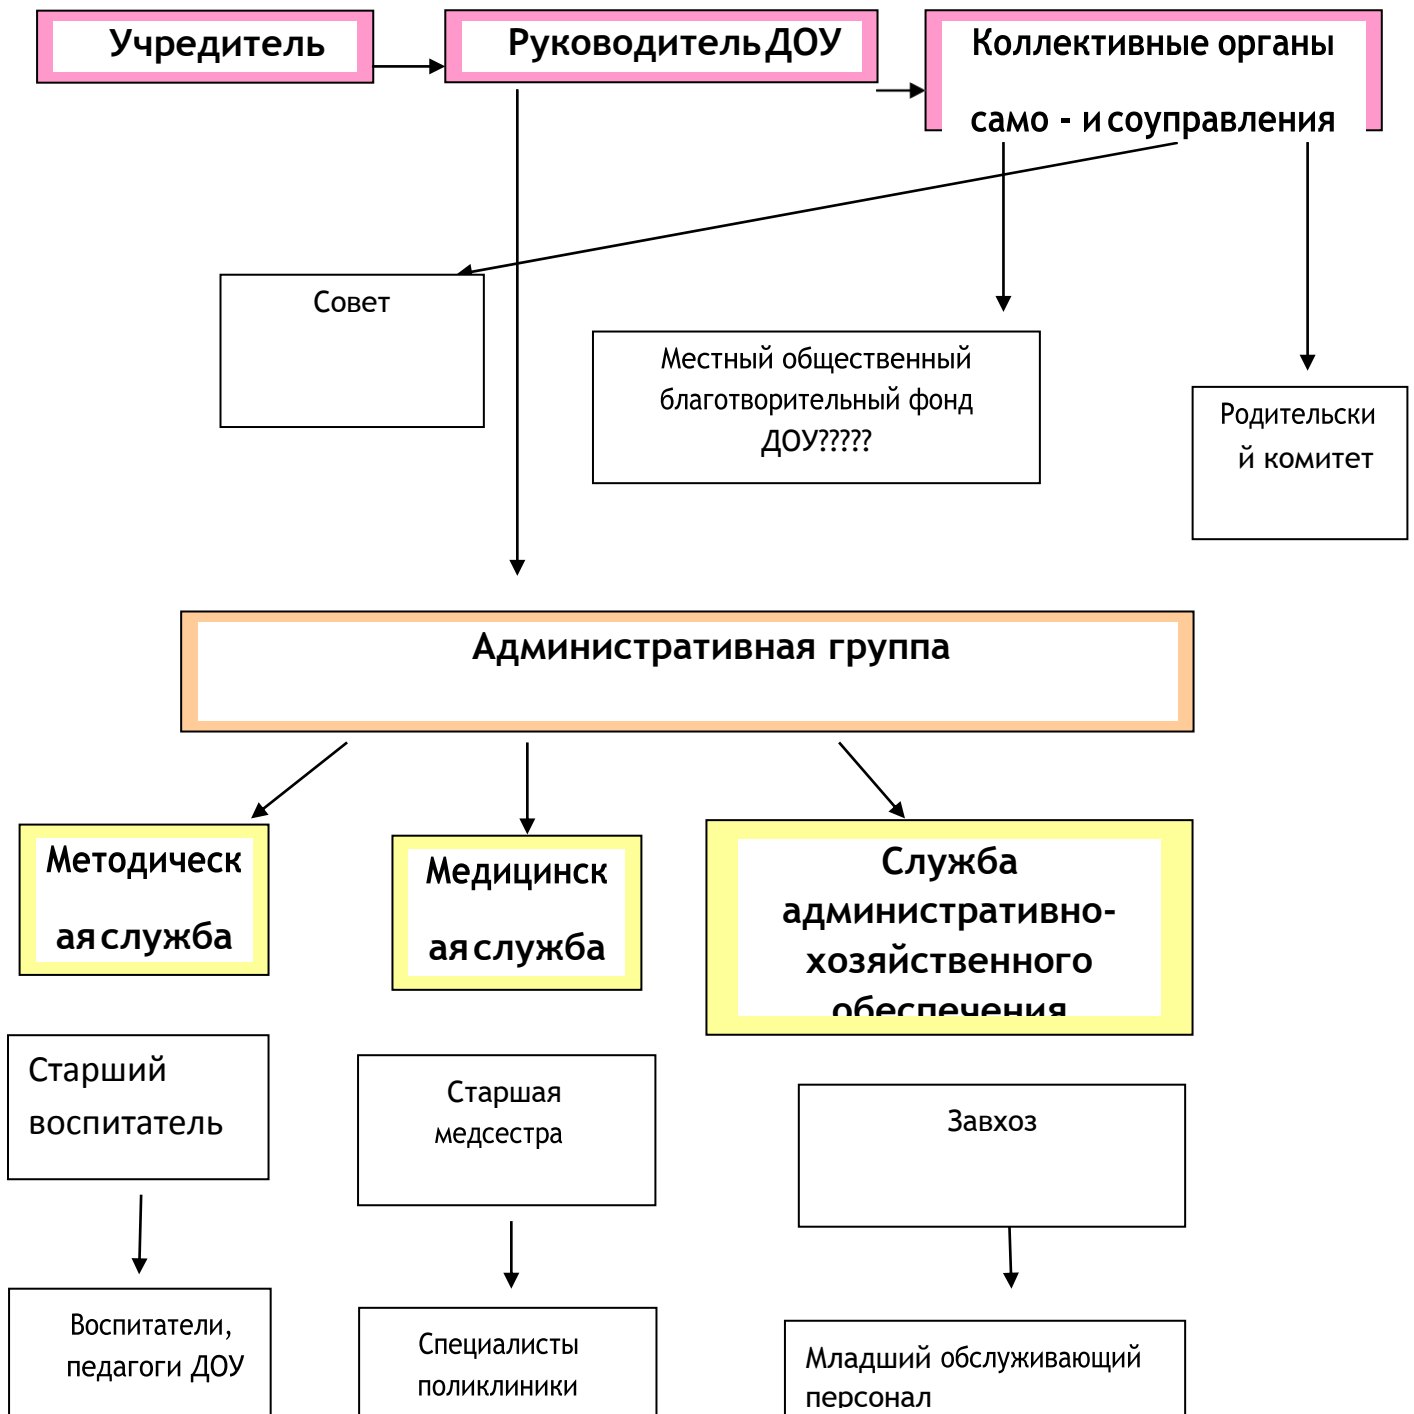 Учредитель
Руководитель ДОУ
Коллективные органы
само - и соуправления
Совет
Местный общественный
благотворительный фонд
ДОУ?????
Родительски
й комитет
Административная группа
Методическ
ая служба
Медицинск
ая служба
Служба
административно-
хозяйственного
обеспечения
Старший
воспитатель
Старшая
медсестра
Завхоз
Воспитатели,
педагоги ДОУ
Специалисты
поликлиники
Младший обслуживающий
персонал